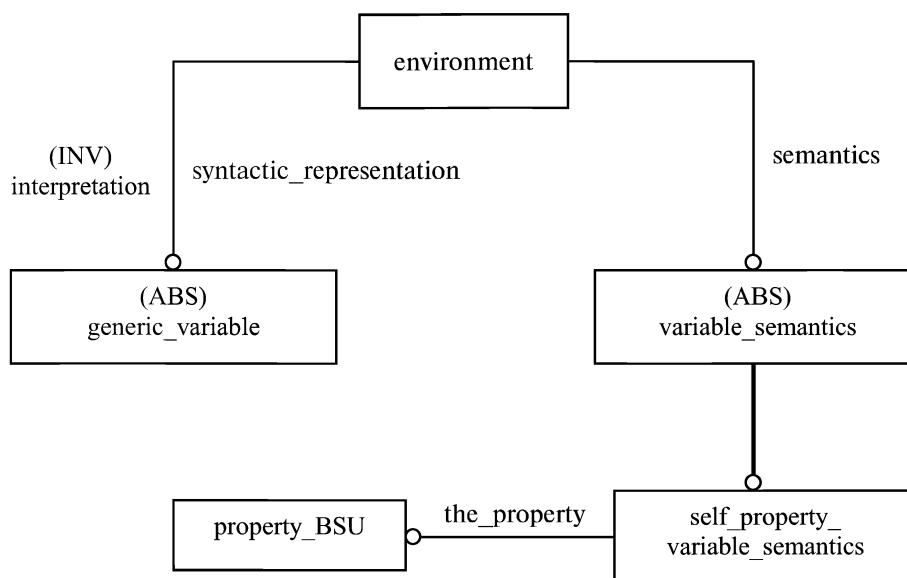 environment
(INV)
interpretation
syntactic_representation
semantics
(ABS)
generic_variable
(ABS)
variable_semantics
property_BSU
the_property
self_property_
variable_semantics